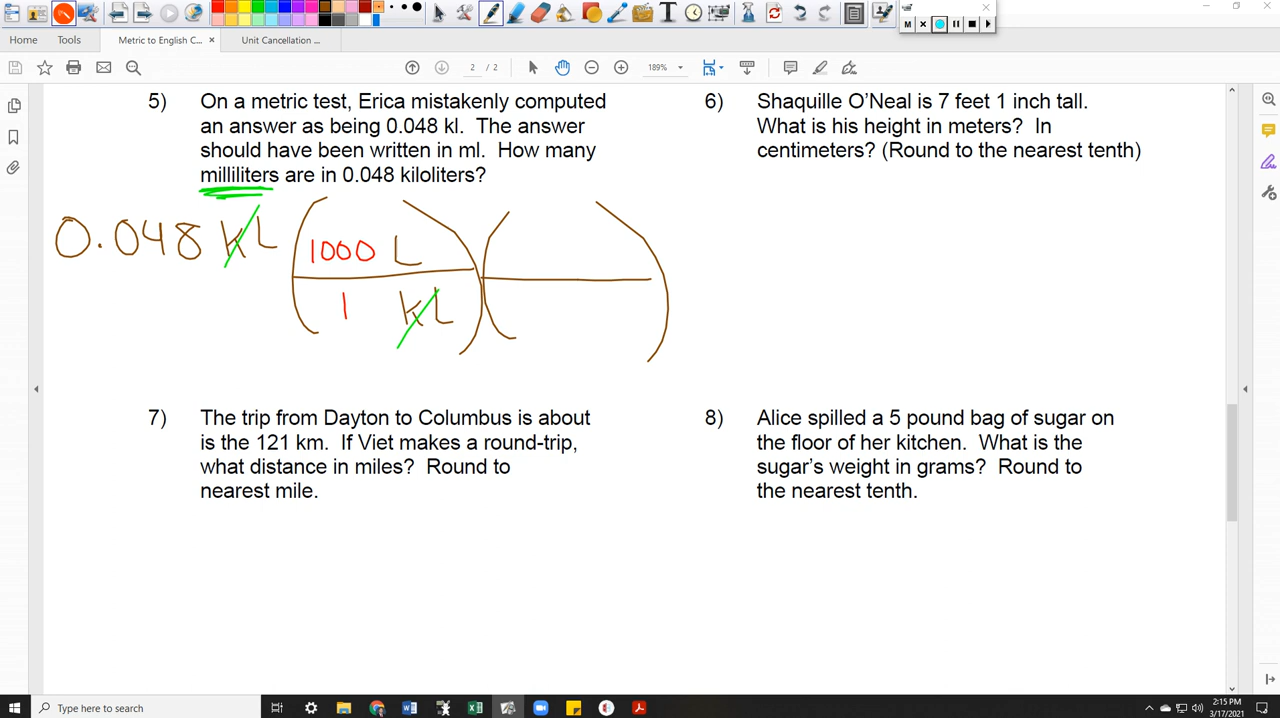 M
Home Tools Metric to English C... × Unit Cancellation ...
2 / 2 189%
5) On a metric test, Erica mistakenly computed
an answer as being 0.048 kl. The answer
should have been written in ml. How many
milliliters are in 0.048 kiloliters?
0.048 KL
1000 L
1 KL
6) Shaquille O’Neal is 7 feet 1 inch tall.
What is his height in meters? In
centimeters? (Round to the nearest tenth)
7) The trip from Dayton to Columbus is about
is the 121 km. If Viet makes a round-trip,
what distance in miles? Round to
nearest mile.
8) Alice spilled a 5 pound bag of sugar on
the floor of her kitchen. What is the
sugar’s weight in grams? Round to
the nearest tenth.
Type here to search
2:15 PM
3/17/2021